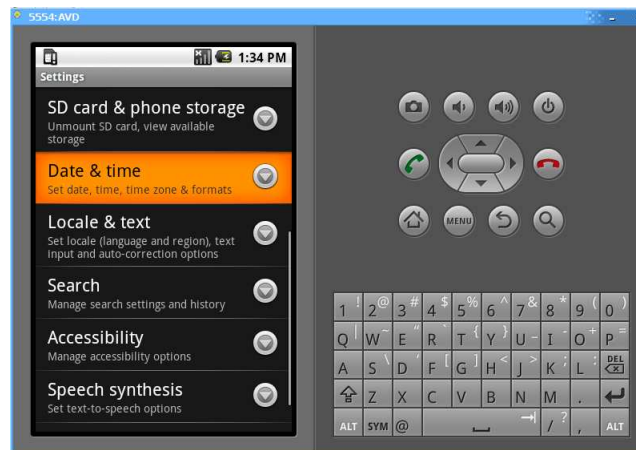 5554:AVD
1:34 PM
Settings
SD card & phone storage
Unmount SD card, view available
storage
Date & time
Set date, time, time zone & formats
Locale & text
Set locale (language and region), text
input and auto-correction options
Search
Manage search settings and history
Accessibility
Manage accessibility options
Speech synthesis
Set text-to-speech options
MENU
1 ! 2 @ 3 # 4 $ 5 % 6 ^ 7 & 8 * 9 ( 0 )
Q | W ~ E “ R ` T { Y } U _ I - O + P =
A S \ D ' F [ G ] H < J > K ; L : DEL
Z X C V B N M .
ALT SYM @ / ? , ALT